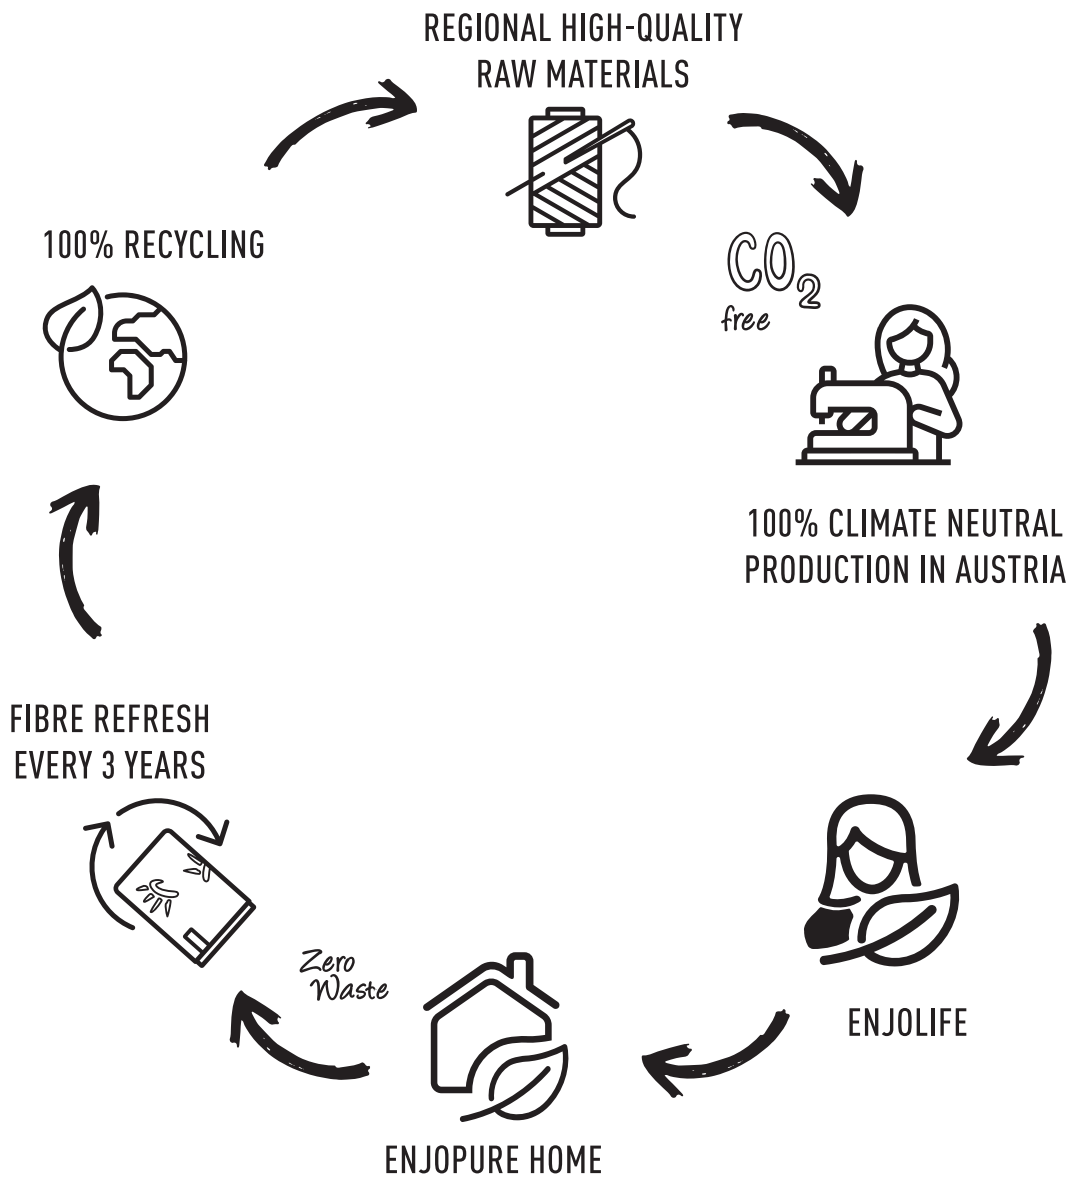 REGIONAL HIGH-QUALITY
RAW MATERIALS
100% RECYCLING
CO2
free
100% CLIMATE NEUTRAL
PRODUCTION IN AUSTRIA
FIBRE REFRESH
EVERY 3 YEARS
Zero
Waste
ENJOLIFE
ENJOPURE HOME